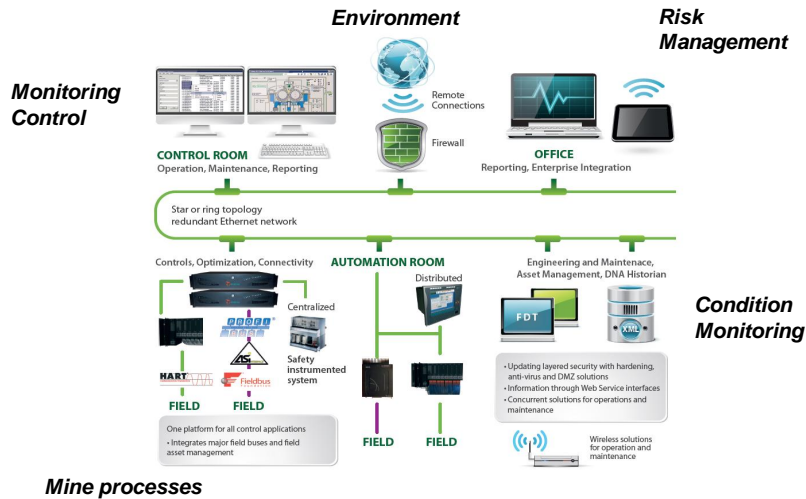 Environment
Risk
Management
Monitoring
Control
Remote
Connections
Firewall
CONTROL ROOM
Operation, Maintenance, Reporting
OFFICE
Reporting, Enterprise Integration
Star or ring topology
redundant Ethernet network
Controls, Optimization, Connectivity
AUTOMATION ROOM
Engineering and Maintenace,
Asset Management, DNA Historian
Distributed
Centralized
PROFI
BUS
ASi
Safety
instrumented
system
HART
Fieldbus
FOUNDATION
FDT
XML
Condition
Monitoring
FIELD
FIELD
FIELD
FIELD
One platform for all control applications
• Integrates major field buses and field
asset management
• Updating layered security with hardening,
anti-virus and DMZ solutions
• Information through Web Service interfaces
• Concurrent solutions for operations and
maintenance
Wireless solutions
for operation and
maintenance
Mine processes